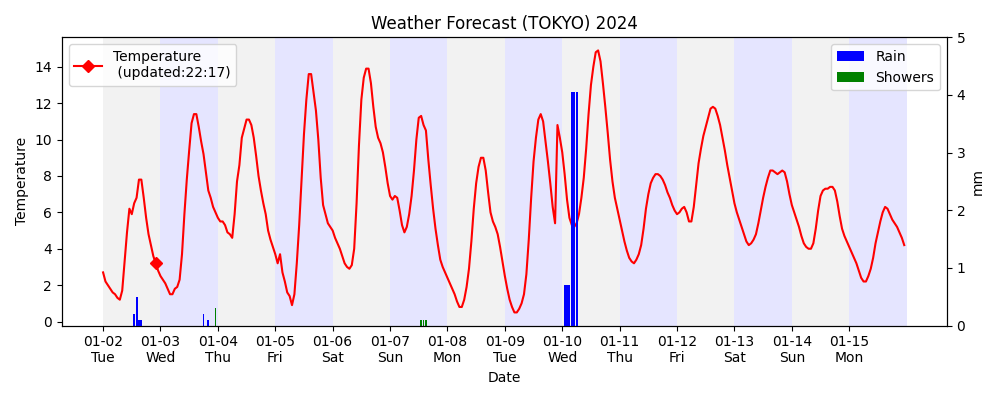 Weather Forecast (TOKYO) 2024
Temperature
(updated:22:17)
Rain
Showers
Temperature
14
12
10
8
6
4
2
0
5
4
3
2
1
0
mm
01-02 01-03 01-04 01-05 01-06 01-07 01-08 01-09 01-10 01-11 01-12 01-13 01-14 01-15
Tue Wed Thu Fri Sat Sun Mon Tue Wed Thu Fri Sat Sun Mon
Date